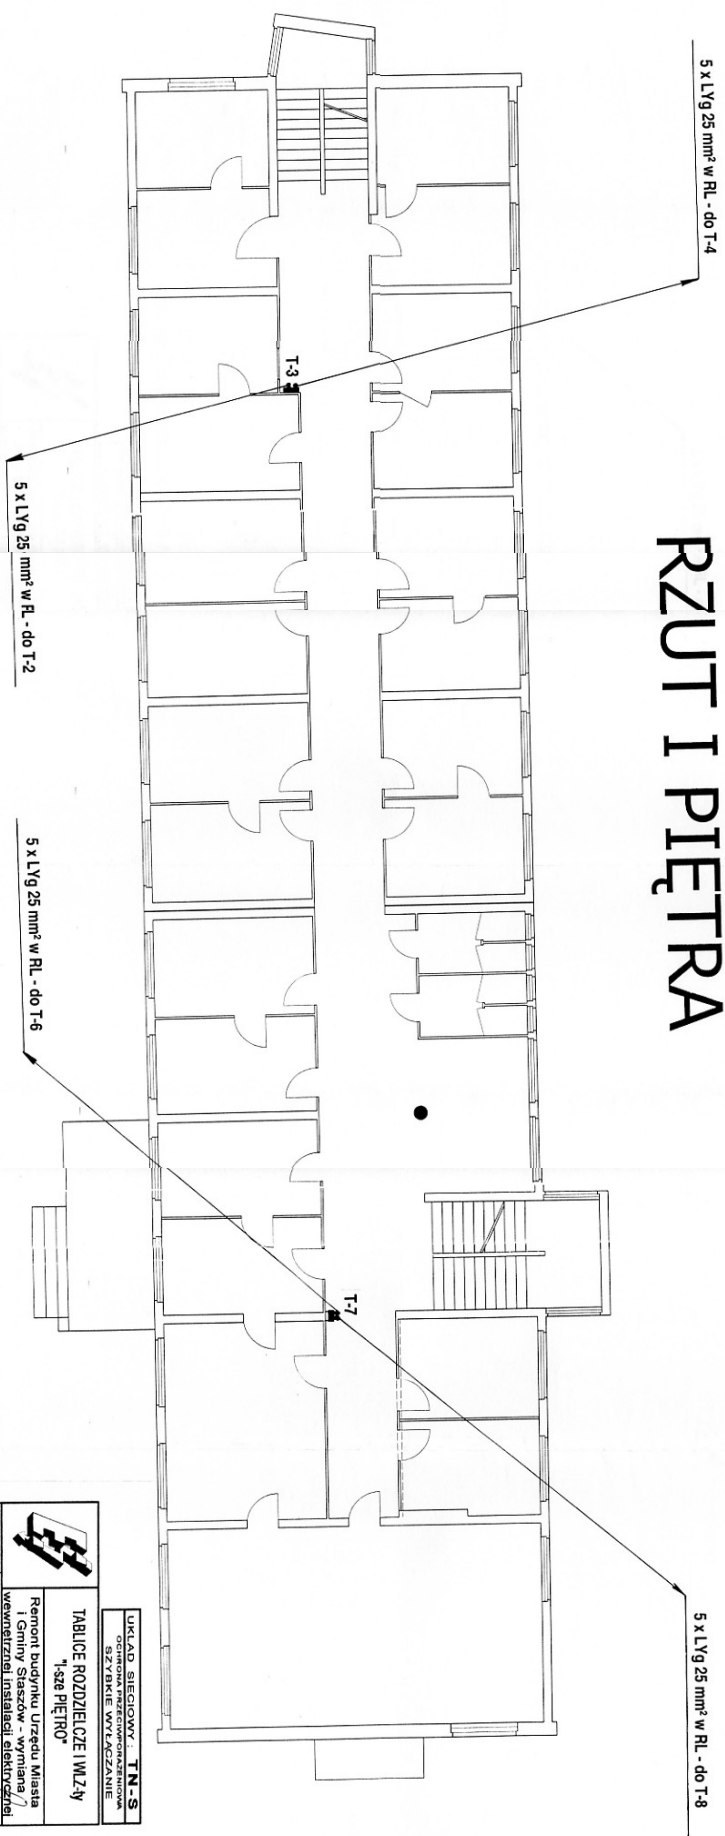 RZUT I PIĘTRA
5 x LYg 25 mm² w RL - do T-4
5 x LYg 25 mm² w RL - do T-8
T-3
T-7
5 x LYg 25 mm² w FL - do T-2
5 x LYg 25 mm² w RL - do T-6
UKŁAD SIECIOWY : TN-S
OCHRONA PRZECIWPORAŻENIOWA
SZYBKIE WYŁĄCZANIE
TABLICE ROZDZIELCZE I WLZ-ty
"I-sze PIĘTRO"
Remont budynku Urzędu Miasta
i Gminy Staszów - wymiana
wewnętrznej instalacji elektrycznej